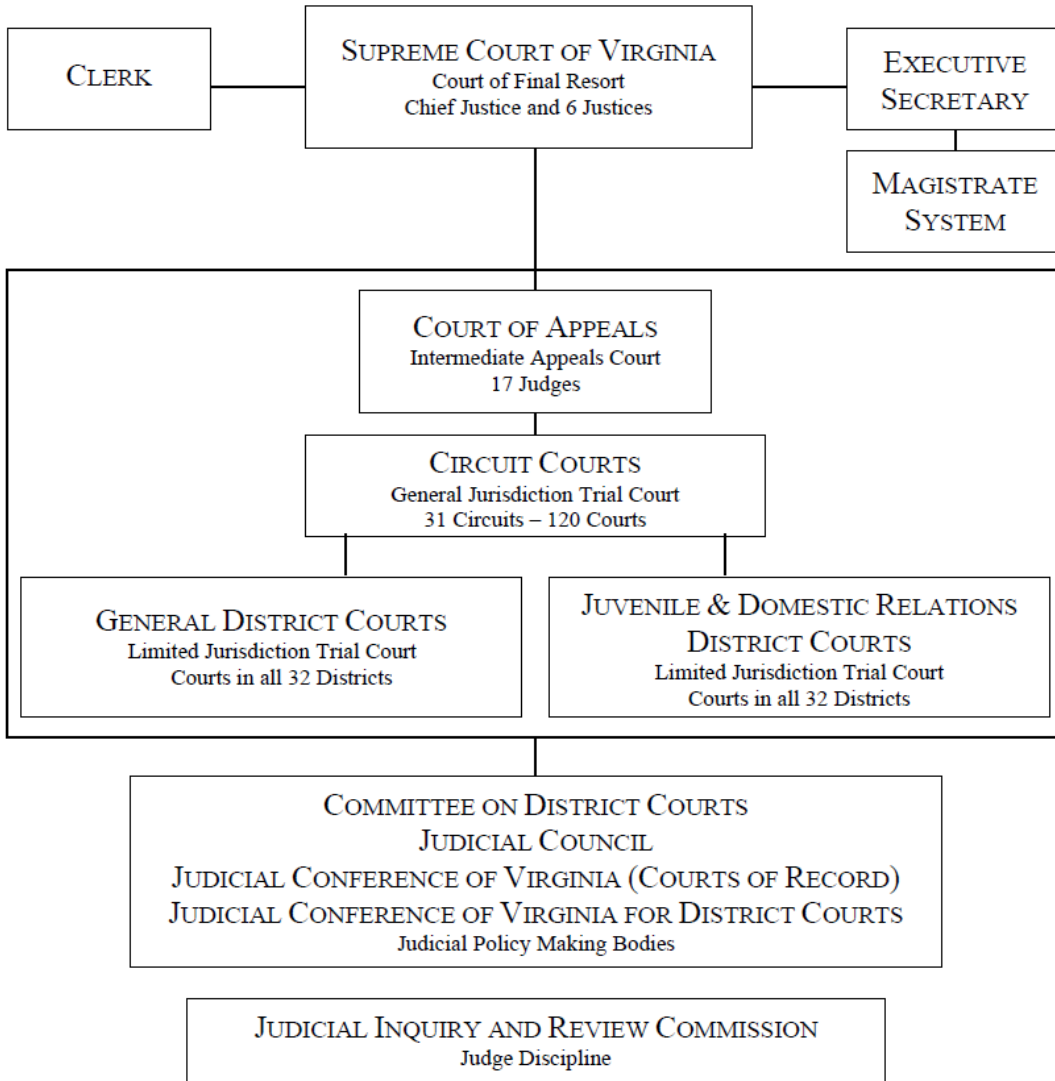 CLERK
SUPREME COURT OF VIRGINIA
Court of Final Resort
Chief Justice and 6 Justices
EXECUTIVE
SECRETARY
MAGISTRATE
SYSTEM
COURT OF APPEALS
Intermediate Appeals Court
17 Judges
CIRCUIT COURTS
General Jurisdiction Trial Court
31 Circuits – 120 Courts
GENERAL DISTRICT COURTS
Limited Jurisdiction Trial Court
Courts in all 32 Districts
JUVENILE & DOMESTIC RELATIONS
DISTRICT COURTS
Limited Jurisdiction Trial Court
Courts in all 32 Districts
COMMITTEE ON DISTRICT COURTS
JUDICIAL COUNCIL
JUDICIAL CONFERENCE OF VIRGINIA (COURTS OF RECORD)
JUDICIAL CONFERENCE OF VIRGINIA FOR DISTRICT COURTS
Judicial Policy Making Bodies
JUDICIAL INQUIRY AND REVIEW COMMISSION
Judge Discipline